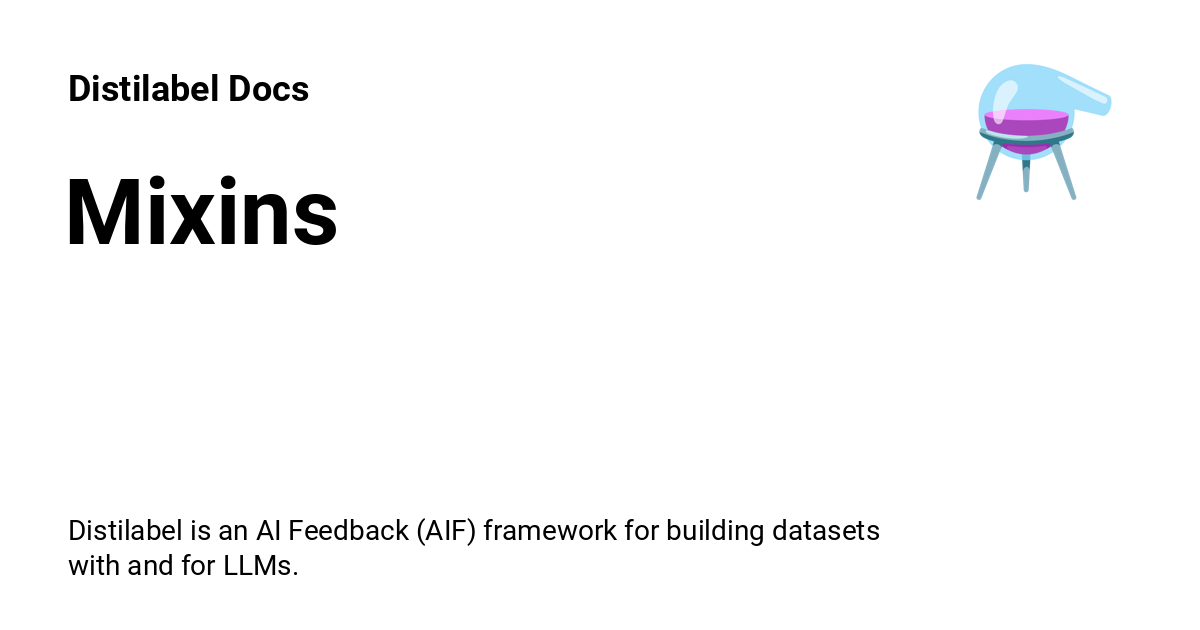 Distilabel Docs
Mixins
Distilabel is an AI Feedback (AIF) framework for building datasets
with and for LLMs.